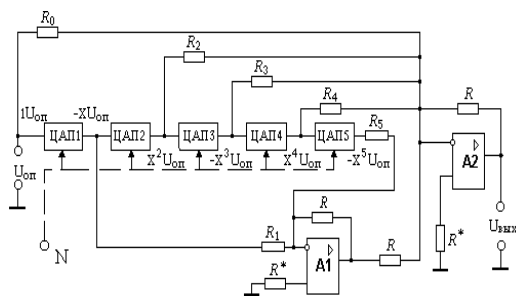 R₀
R₂
R₃
R₄
R
1Uоп
-XUоп
R₅
ЦАП1
ЦАП2
ЦАП3
ЦАП4
ЦАП5
A2
X²Uоп
-X³Uоп
X⁴Uоп
-X⁵Uоп
Uоп
R
R₁
R
R*
Uвых
N
R*
A1